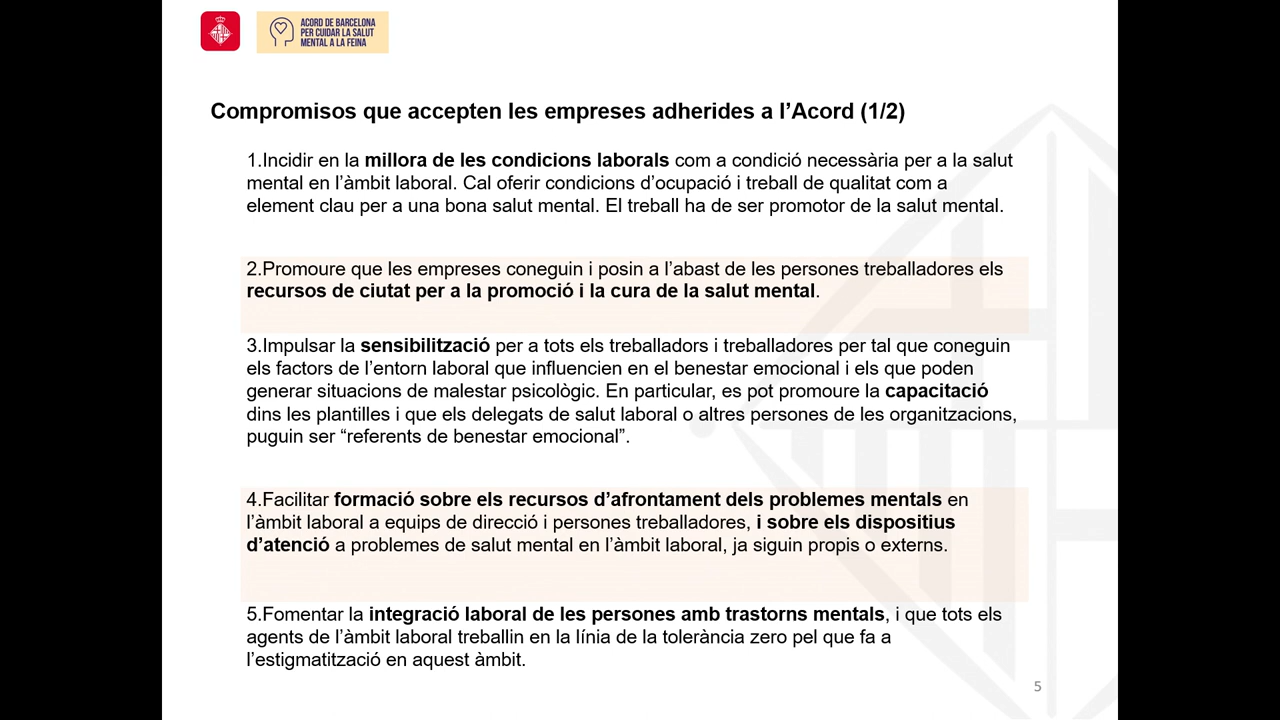 ACORD DE BARCELONA
PER CUIDAR LA SALUT
MENTAL A LA FEINA
Compromisos que accepten les empreses adherides a l’Acord (1/2)
1.Incidir en la millora de les condicions laborals com a condició necessària per a la salut
mental en l’àmbit laboral. Cal oferir condicions d’ocupació i treball de qualitat com a
element clau per a una bona salut mental. El treball ha de ser promotor de la salut mental.
2.Promoure que les empreses coneguin i posin a l’abast de les persones treballadores els
recursos de ciutat per a la promoció i la cura de la salut mental.
3.Impulsar la sensibilització per a tots els treballadors i treballadores per tal que coneguin
els factors de l’entorn laboral que influencien en el benestar emocional i els que poden
generar situacions de malestar psicològic. En particular, es pot promoure la capacitació
dins les plantilles i que els delegats de salut laboral o altres persones de les organitzacions,
puguin ser “referents de benestar emocional”.
4.Facilitar formació sobre els recursos d’afrontament dels problemes mentals en
l’àmbit laboral a equips de direcció i persones treballadores, i sobre els dispositius
d’atenció a problemes de salut mental en l’àmbit laboral, ja siguin propis o externs.
5.Fomentar la integració laboral de les persones amb trastorns mentals, i que tots els
agents de l’àmbit laboral treballin en la línia de la tolerància zero pel que fa a
l’estigmatització en aquest àmbit.
5